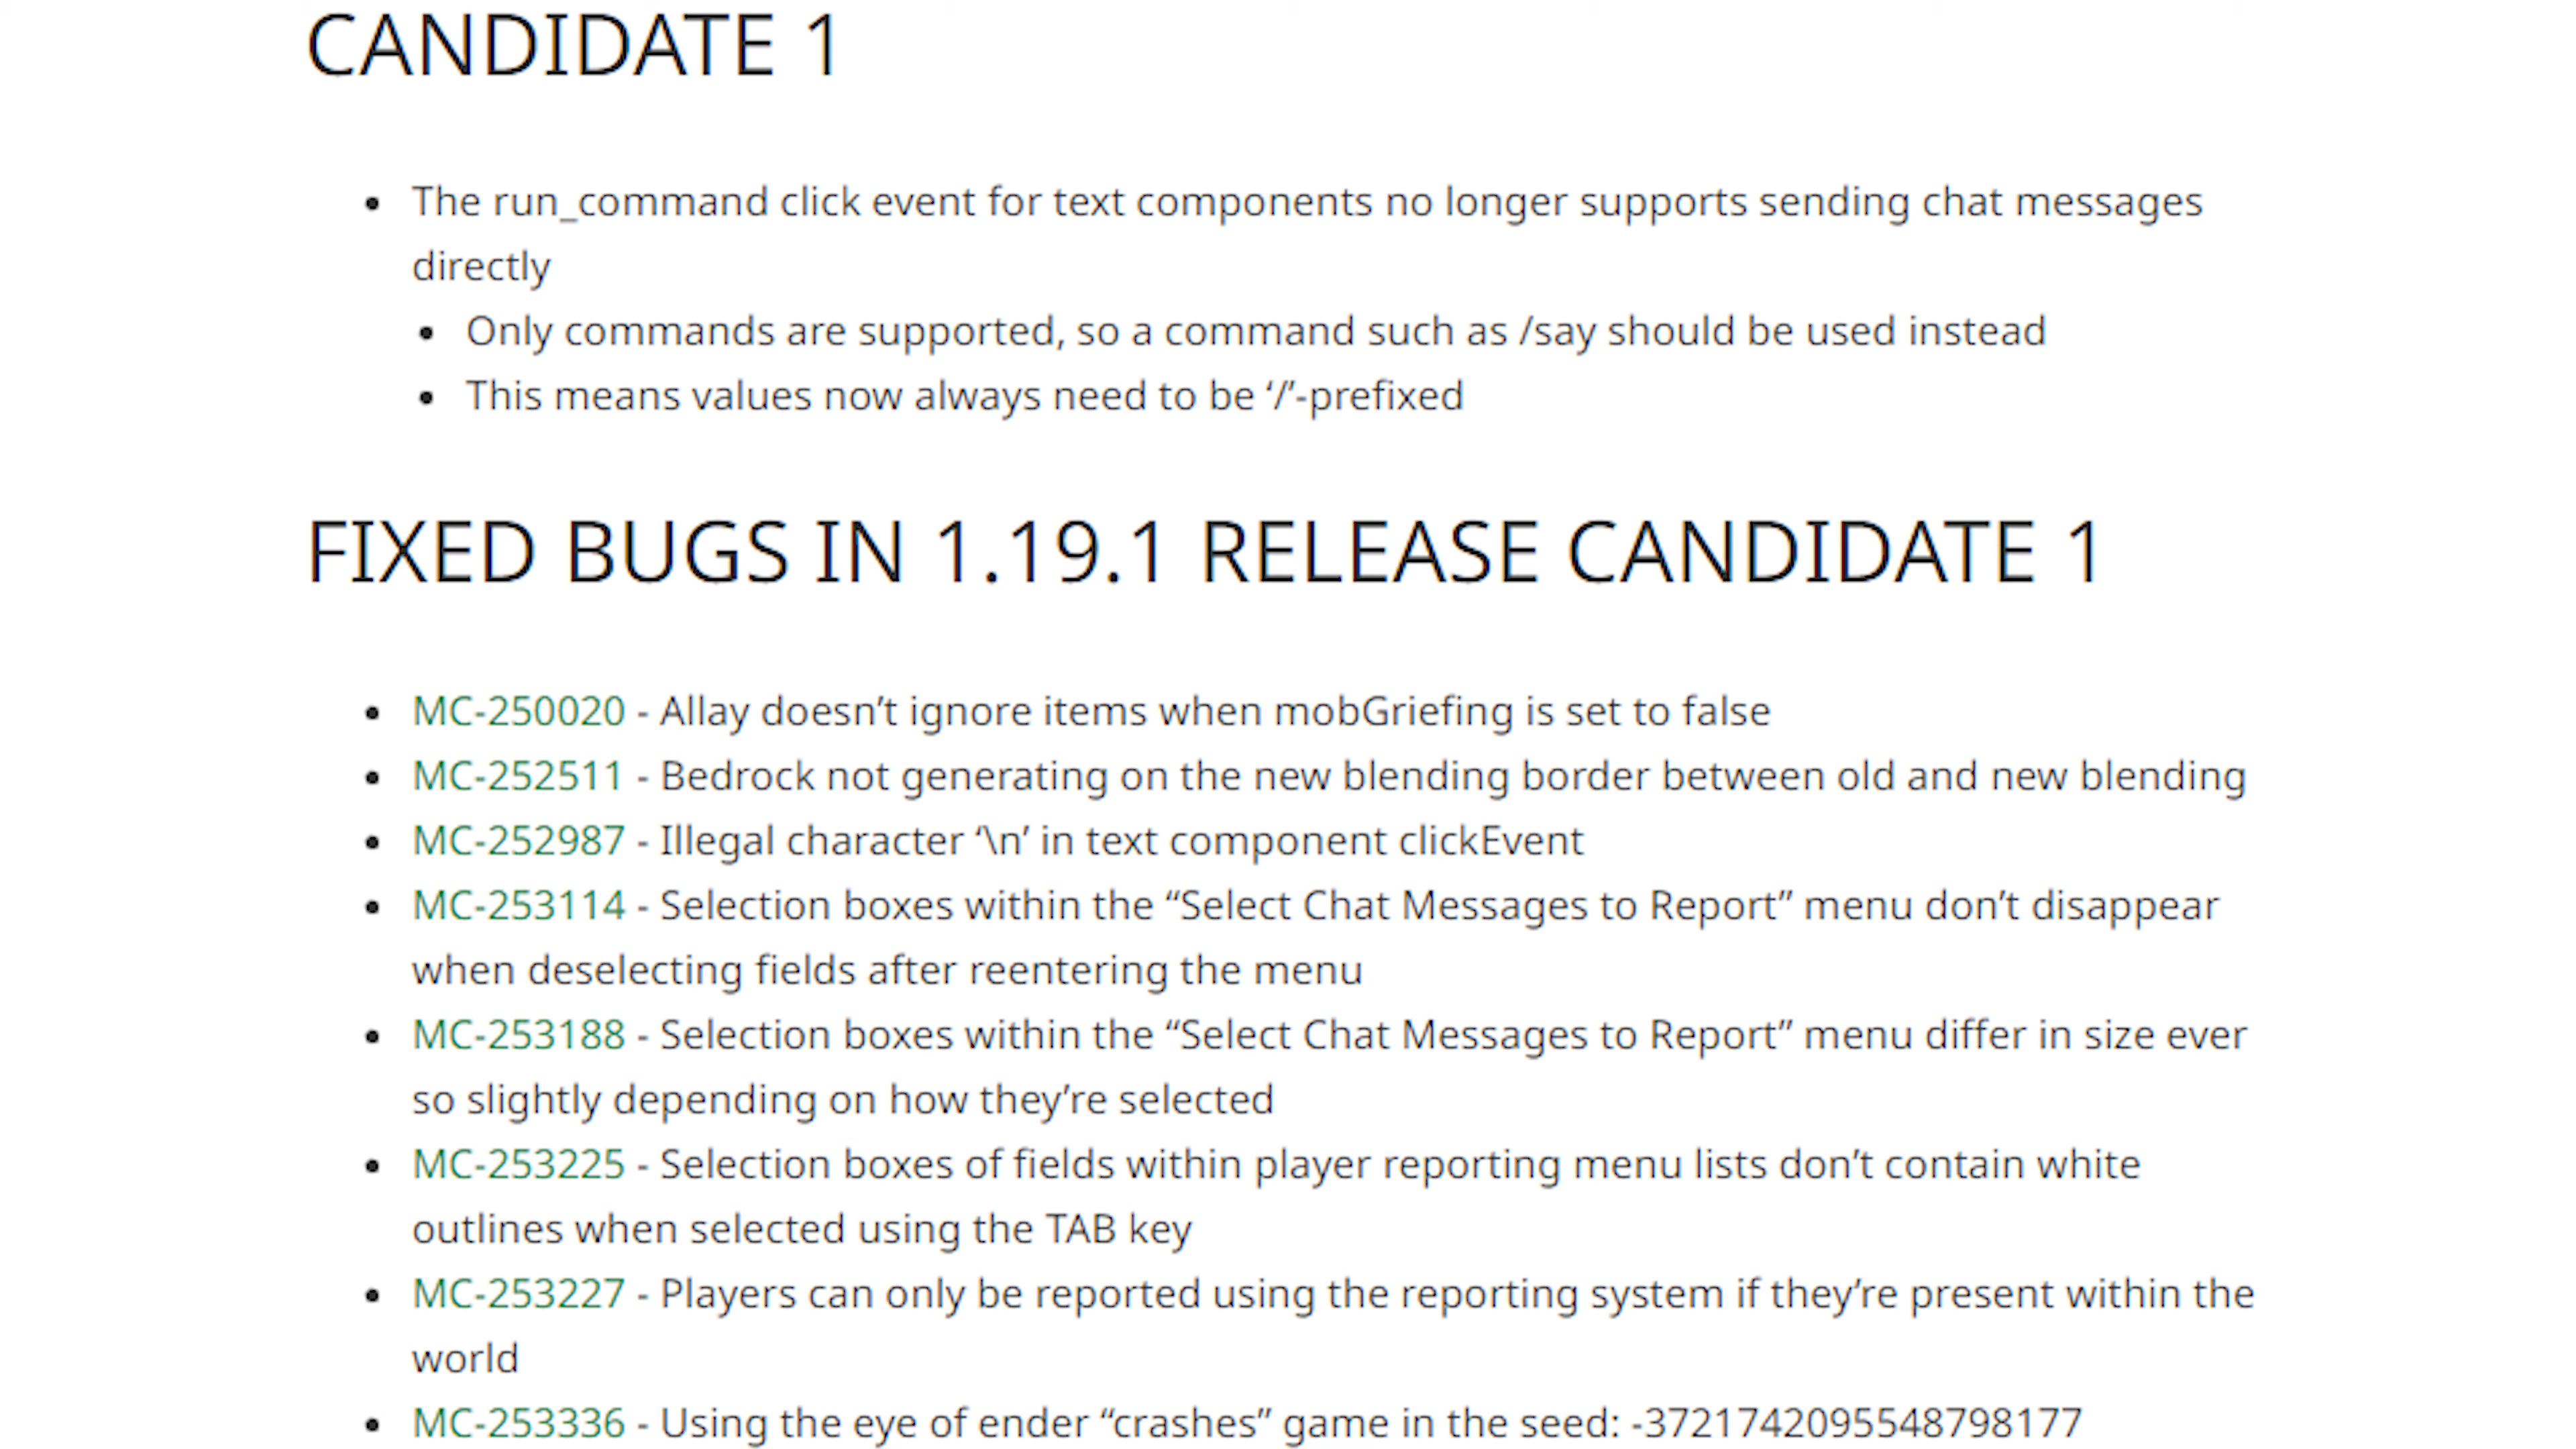 CANDIDATE 1
The run_command click event for text components no longer supports sending chat messages
directly
Only commands are supported, so a command such as /say should be used instead
This means values now always need to be ‘/’-prefixed
FIXED BUGS IN 1.19.1 RELEASE CANDIDATE 1
MC-250020 - Allay doesn’t ignore items when mobGriefing is set to false
MC-252511 - Bedrock not generating on the new blending border between old and new blending
MC-252987 - Illegal character ‘\n’ in text component clickEvent
MC-253114 - Selection boxes within the “Select Chat Messages to Report” menu don’t disappear
when deselecting fields after reentering the menu
MC-253188 - Selection boxes within the “Select Chat Messages to Report” menu differ in size ever
so slightly depending on how they’re selected
MC-253225 - Selection boxes of fields within player reporting menu lists don’t contain white
outlines when selected using the TAB key
MC-253227 - Players can only be reported using the reporting system if they’re present within the
world
MC-253336 - Using the eye of ender “crashes” game in the seed: -3721742095548798177